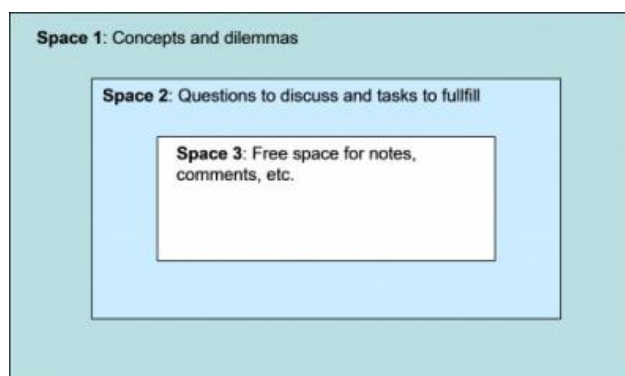 Space 1: Concepts and dilemmas
Space 2: Questions to discuss and tasks to fullfill
Space 3: Free space for notes,
comments, etc.